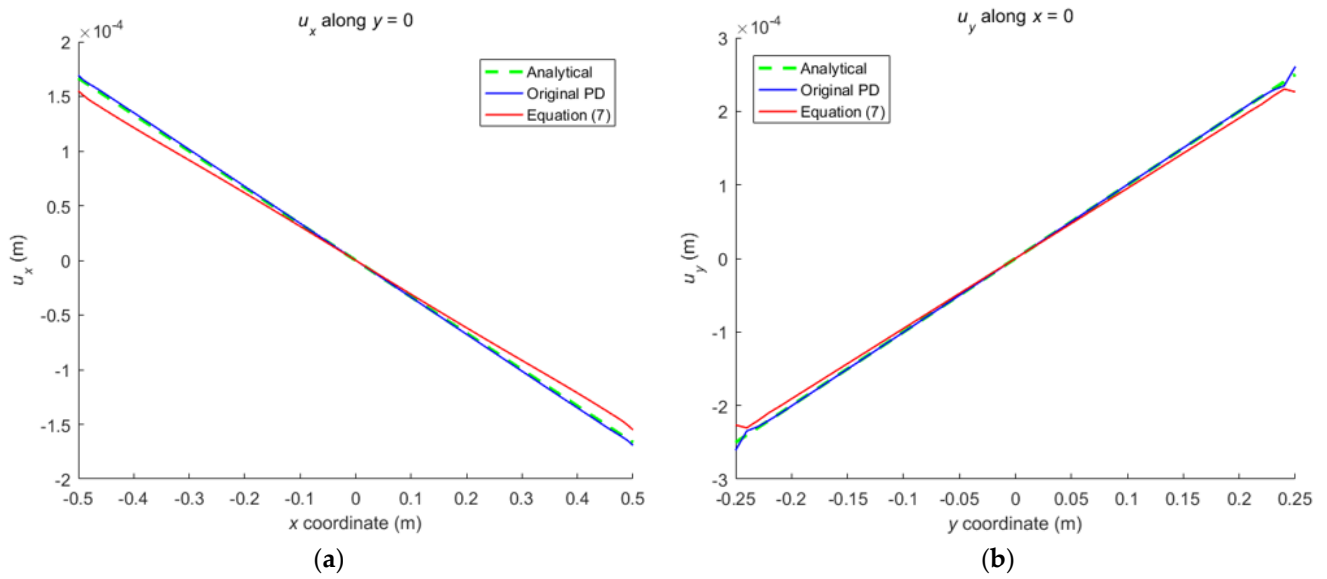 u_x along y = 0
×10⁻⁴
2
1.5
1
0.5
0
-0.5
-1
-1.5
-2
u_x (m)
-0.5 -0.4 -0.3 -0.2 -0.1 0 0.1 0.2 0.3 0.4 0.5
x coordinate (m)
Analytical
Original PD
Equation (7)
(a)
u_y along x = 0
×10⁻⁴
3
2
1
0
-1
-2
-3
u_y (m)
-0.25 -0.2 -0.15 -0.1 -0.05 0 0.05 0.1 0.15 0.2 0.25
y coordinate (m)
Analytical
Original PD
Equation (7)
(b)